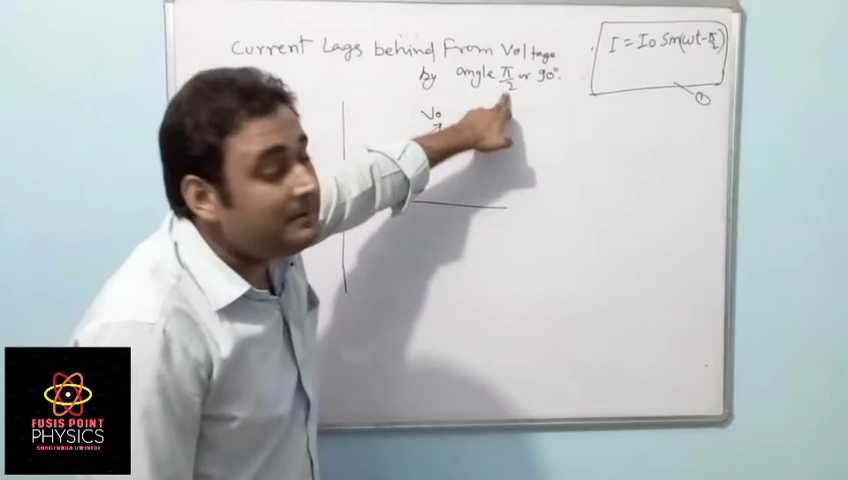 Current Lags behind From Voltage
by angle π/2 or 90°.
I = I0 Sin(ωt - π/2)
①
V0
FUSIS POINT
PHYSICS